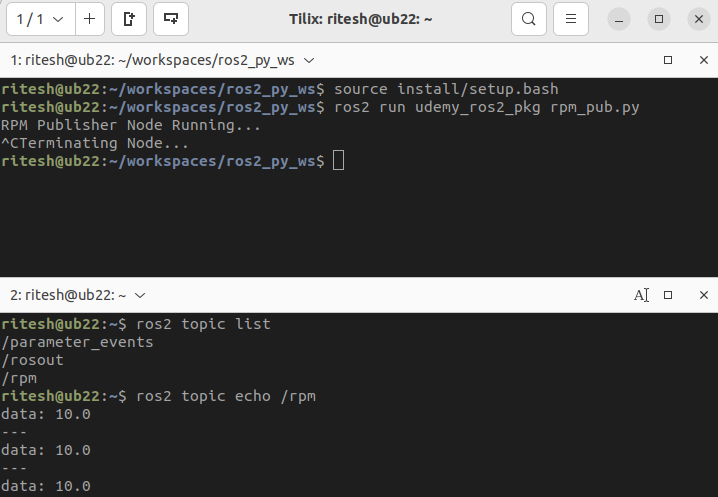 1 / 1
Tilix: ritesh@ub22: ~
1: ritesh@ub22: ~/workspaces/ros2_py_ws
ritesh@ub22:~/workspaces/ros2_py_ws$ source install/setup.bash
ritesh@ub22:~/workspaces/ros2_py_ws$ ros2 run udemy_ros2_pkg rpm_pub.py
RPM Publisher Node Running...
^CTerminating Node...
ritesh@ub22:~/workspaces/ros2_py_ws$
2: ritesh@ub22: ~
ritesh@ub22:~$ ros2 topic list
/parameter_events
/rosout
/rpm
ritesh@ub22:~$ ros2 topic echo /rpm
data: 10.0
---
data: 10.0
---
data: 10.0